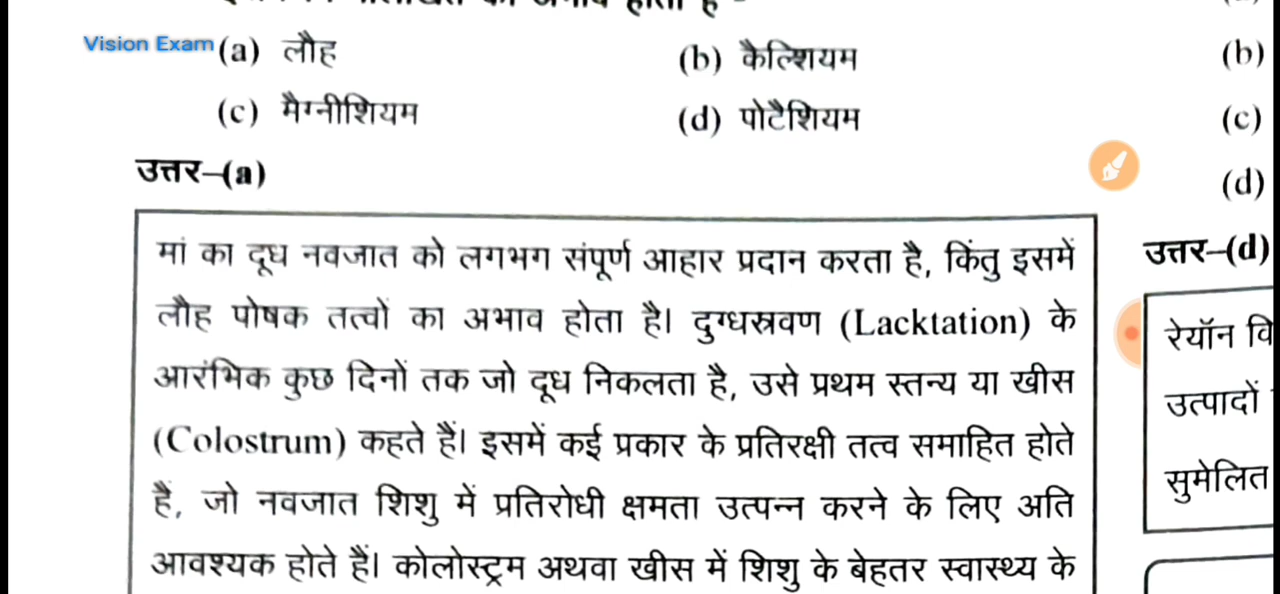 Vision Exam
(a) लौह (b) कैल्शियम
(c) मैग्नीशियम (d) पोटैशियम
उत्तर–(a)
मां का दूध नवजात को लगभग संपूर्ण आहार प्रदान करता है, किंतु इसमें
लौह पोषक तत्वों का अभाव होता है। दुग्धस्रवण (Lacktation) के
आरंभिक कुछ दिनों तक जो दूध निकलता है, उसे प्रथम स्तन्य या खीस
(Colostrum) कहते हैं। इसमें कई प्रकार के प्रतिरक्षी तत्व समाहित होते
हैं, जो नवजात शिशु में प्रतिरोधी क्षमता उत्पन्न करने के लिए अति
आवश्यक होते हैं। कोलोस्ट्रम अथवा खीस में शिशु के बेहतर स्वास्थ्य के
(b)
(c)
(d)
उत्तर–(d)
रेयॉन
उत्पादों
सुमेलित